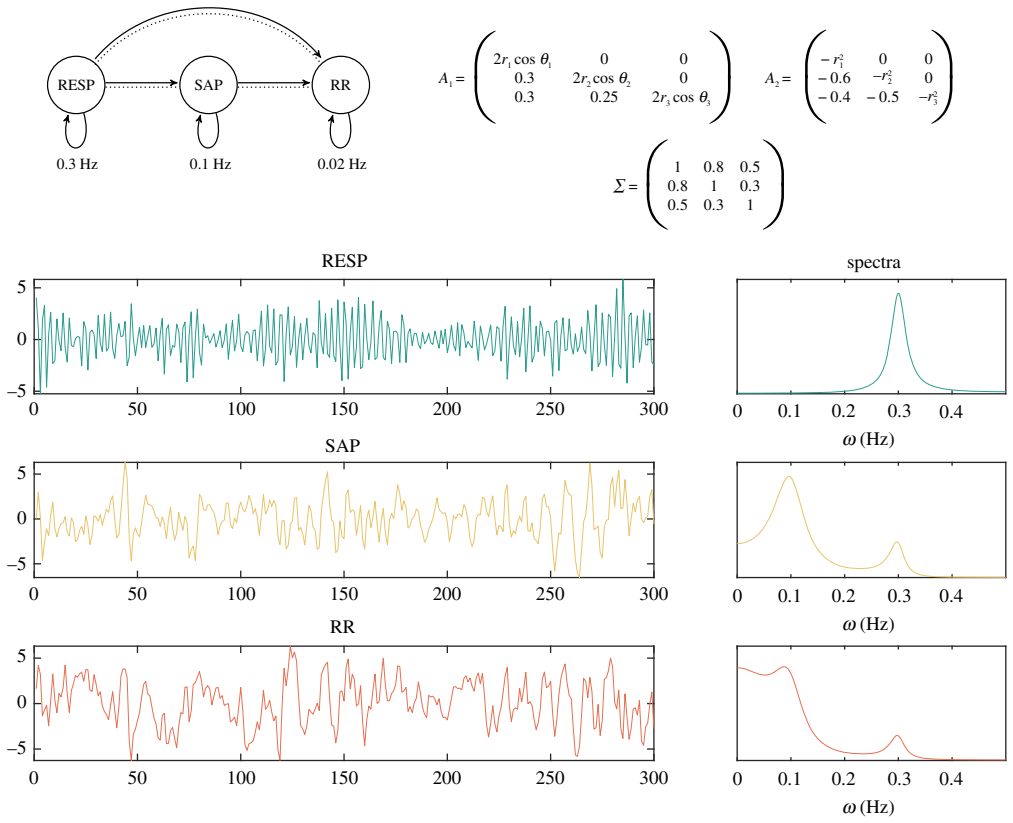 RESP SAP RR
0.3 Hz 0.1 Hz 0.02 Hz
A₁ =
2r₁ cos θ₁ 0 0
0.3 2r₂ cos θ₂ 0
0.3 0.25 2r₃ cos θ₃
A₂ =
−r₁² 0 0
−0.6 −r₂² 0
−0.4 −0.5 −r₃²
Σ =
1 0.8 0.5
0.8 1 0.3
0.5 0.3 1
RESP
5
0
−5
0 50 100 150 200 250 300
spectra
0 0.1 0.2 0.3 0.4
ω (Hz)
SAP
5
0
−5
0 50 100 150 200 250 300
0 0.1 0.2 0.3 0.4
ω (Hz)
RR
5
0
−5
0 50 100 150 200 250 300
0 0.1 0.2 0.3 0.4
ω (Hz)